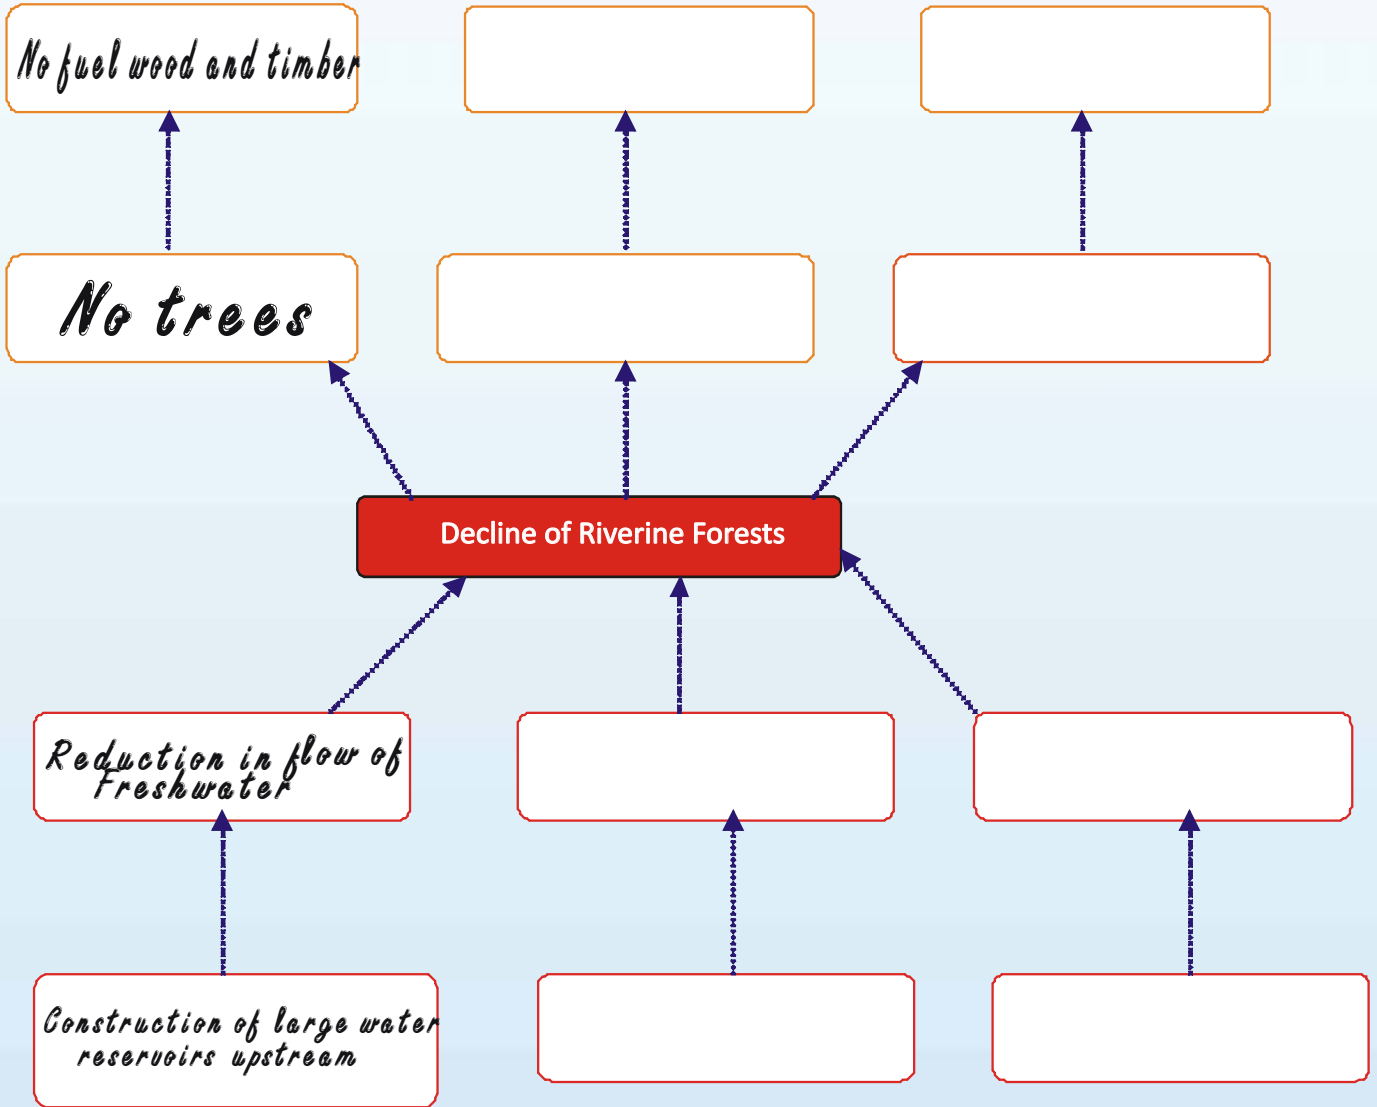 No fuel wood and timber
No trees
Decline of Riverine Forests
Reduction in flow of
Freshwater
Construction of large water
reservoirs upstream